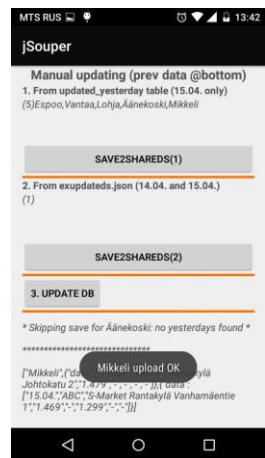 MTS RUS
13:42
jSouper
Manual updating (prev data @bottom)
1. From updated_yesterday table (15.04. only)
(5)Espoo,Vantaa,Lohja,Äänekoski,Mikkeli
SAVE2SHAREDS(1)
2. From exupdateds.json (14.04. and 15.04.)
(1)
SAVE2SHAREDS(2)
3. UPDATE DB
* Skipping save for Äänekoski: no yesterdays found *
******************************
Mikkeli upload OK
["Mikkeli",{"data
Johtokatu 2","1.479",
["15.04.","ABC","S-Market Rantakylä Vanhamäentie
1","1.469","-","1.299","-","-"]}]